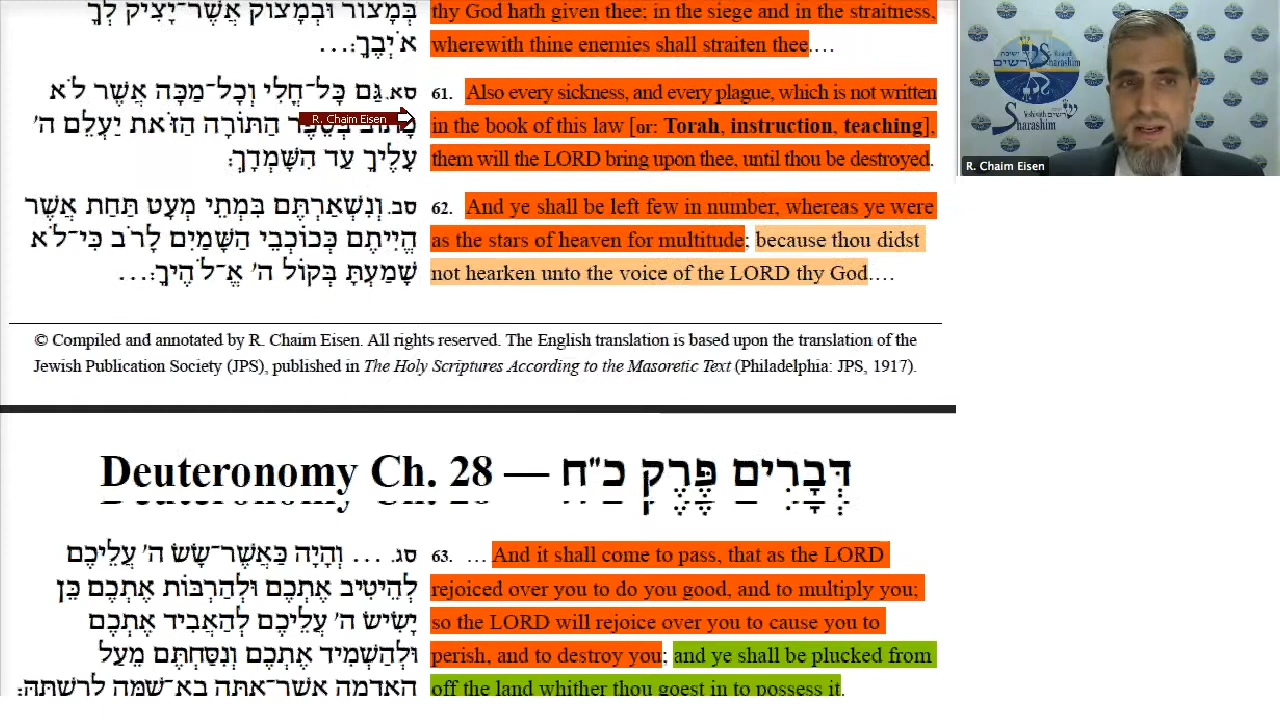 בְּמָצוֹר וּבְמָצוֹק אֲשֶׁר־יָצִיק לְךָ
אֹיְבֶךָ:...
thy God hath given thee; in the siege and in the straitness,
wherewith thine enemies shall straiten thee....
סא. גַּם כָּל־חֳלִי וְכָל־מַכָּה אֲשֶׁר לֹא
כָתוּב בְּסֵפֶר הַתּוֹרָה הַזֹּאת יַעְלֵם ה'
עָלֶיךָ עַד הִשָּׁמְדָךְ:
R. Chaim Eisen
61. Also every sickness, and every plague, which is not written
in the book of this law [or: Torah, instruction, teaching],
them will the LORD bring upon thee, until thou be destroyed.
סב. וְנִשְׁאַרְתֶּם בִּמְתֵי מְעָט תַּחַת אֲשֶׁר
הֱיִיתֶם כְּכוֹכְבֵי הַשָּׁמַיִם לָרֹב כִּי־לֹא
שָׁמַעְתָּ בְּקוֹל ה' אֱ־לֹהֶיךָ:...
62. And ye shall be left few in number, whereas ye were
as the stars of heaven for multitude; because thou didst
not hearken unto the voice of the LORD thy God....
© Compiled and annotated by R. Chaim Eisen. All rights reserved. The English translation is based upon the translation of the
Jewish Publication Society (JPS), published in The Holy Scriptures According to the Masoretic Text (Philadelphia: JPS, 1917).
Deuteronomy Ch. 28 — דְּבָרִים פֶּרֶק כַ"ח
סג. ... וְהָיָה כַּאֲשֶׁר־שָׂשׂ ה' עֲלֵיכֶם
לְהֵיטִיב אֶתְכֶם וּלְהַרְבּוֹת אֶתְכֶם כֵּן
יָשִׂישׂ ה' עֲלֵיכֶם לְהַאֲבִיד אֶתְכֶם
וּלְהַשְׁמִיד אֶתְכֶם וְנִסַּחְתֶּם מֵעַל
הָאֲדָמָה אֲשֶׁר־אַתָּה בָא־שָׁמָּה לְרִשְׁתָּהּ:
63. ... And it shall come to pass, that as the LORD
rejoiced over you to do you good, and to multiply you;
so the LORD will rejoice over you to cause you to
perish, and to destroy you; and ye shall be plucked from
off the land whither thou goest in to possess it.
Sharashim
שרשים
Yeshivath
Sharashim
R. Chaim Eisen